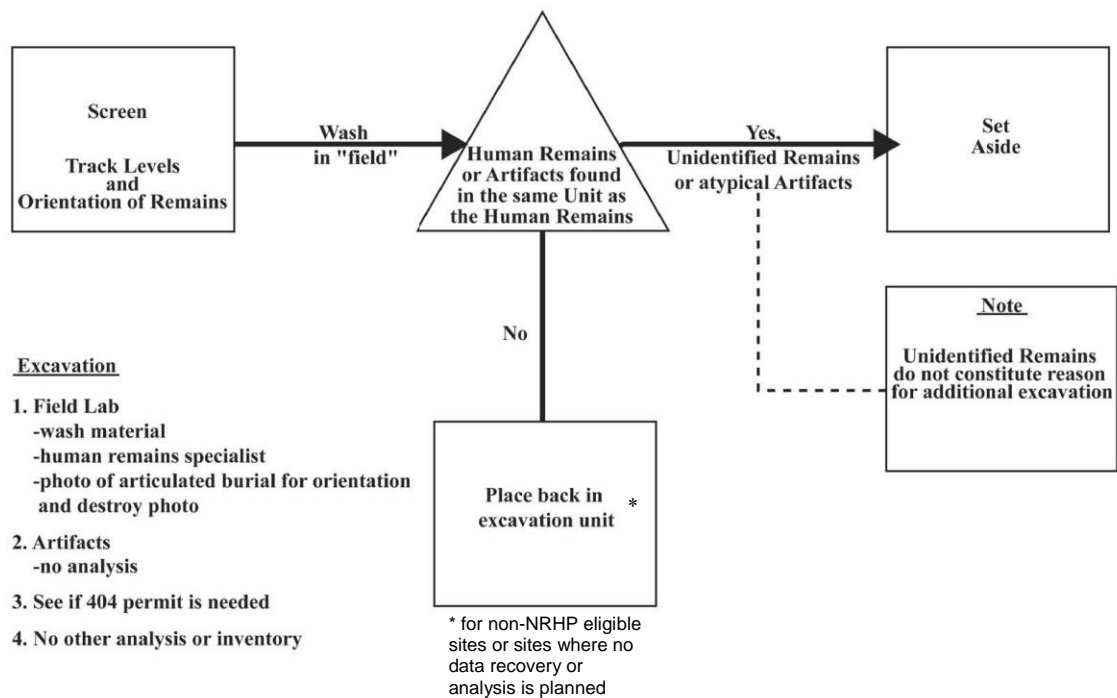 Screen
Track Levels
and
Orientation of Remains
Wash
in "field"
Human Remains
or Artifacts found
in the same Unit as
the Human Remains
Yes,
Unidentified Remains
or atypical Artifacts
Set
Aside
Note
Unidentified Remains
do not constitute reason
for additional excavation
No
Place back in
excavation unit *
* for non-NRHP eligible
sites or sites where no
data recovery or
analysis is planned
Excavation
1. Field Lab
-wash material
-human remains specialist
-photo of articulated burial for orientation
and destroy photo
2. Artifacts
-no analysis
3. See if 404 permit is needed
4. No other analysis or inventory